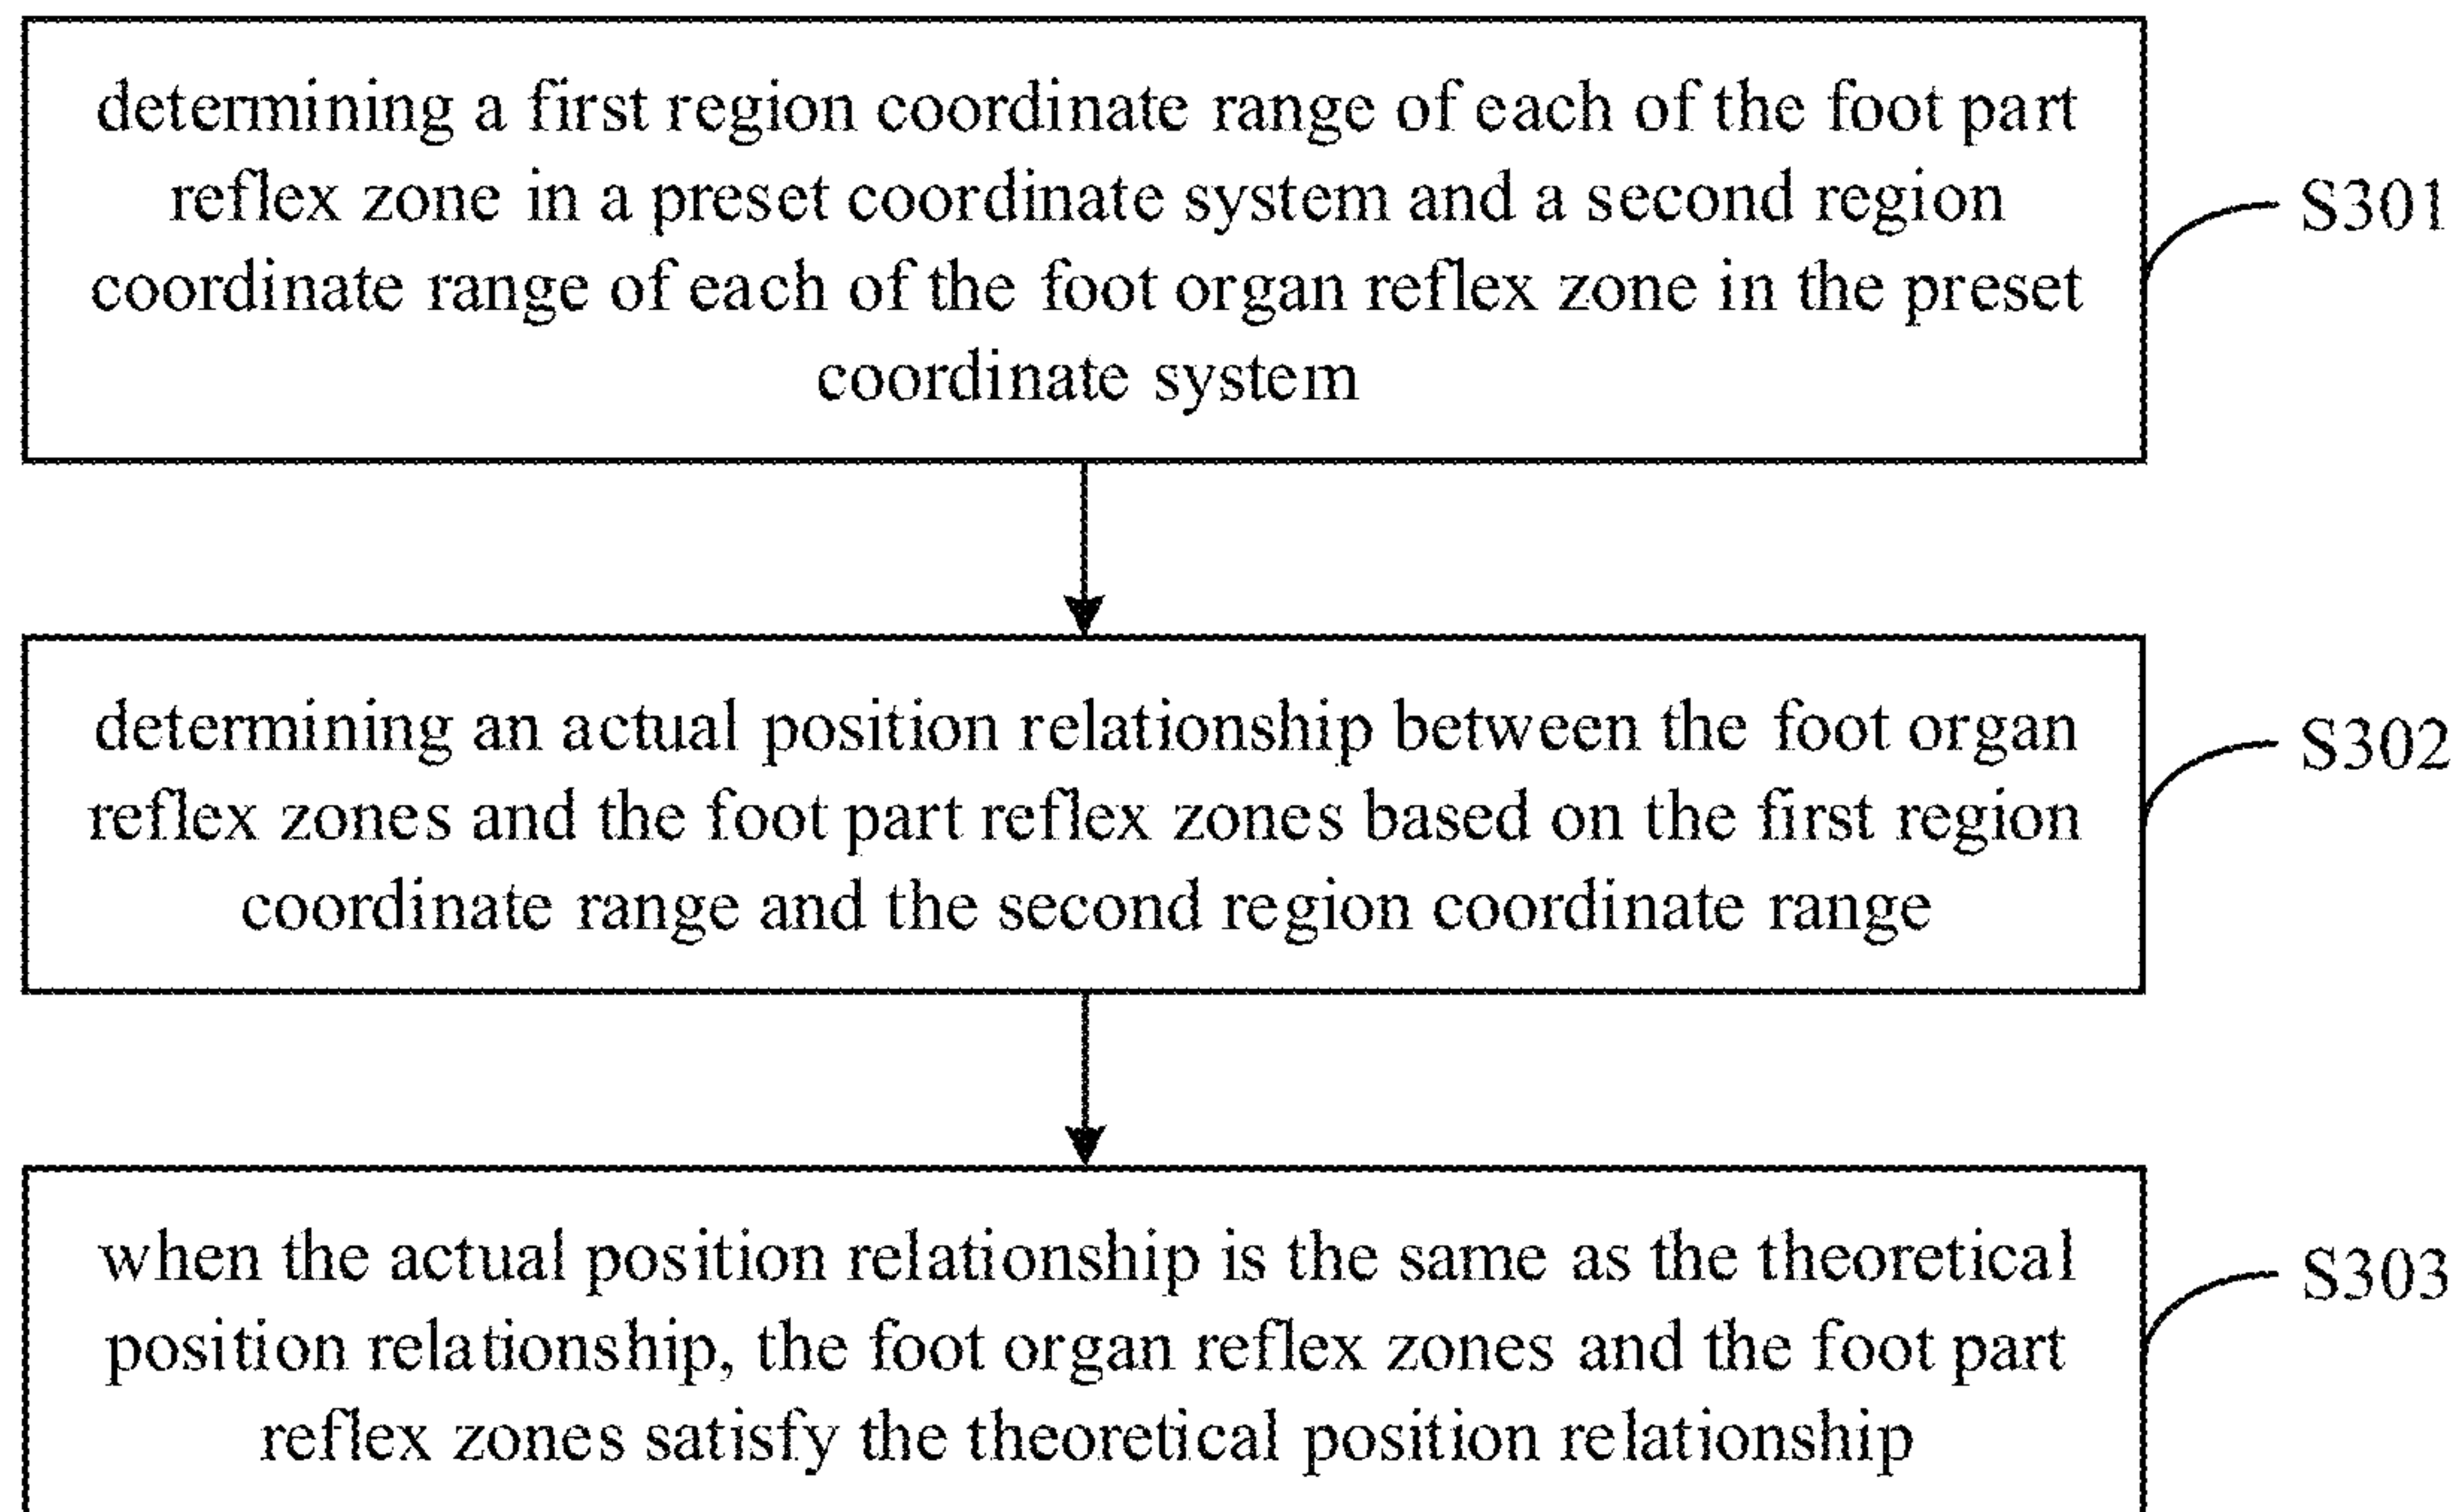 determining a first region coordinate range of each of the foot part
reflex zone in a preset coordinate system and a second region
coordinate range of each of the foot organ reflex zone in the preset
coordinate system
S301
determining an actual position relationship between the foot organ
reflex zones and the foot part reflex zones based on the first region
coordinate range and the second region coordinate range
S302
when the actual position relationship is the same as the theoretical
position relationship, the foot organ reflex zones and the foot part
reflex zones satisfy the theoretical position relationship
S303